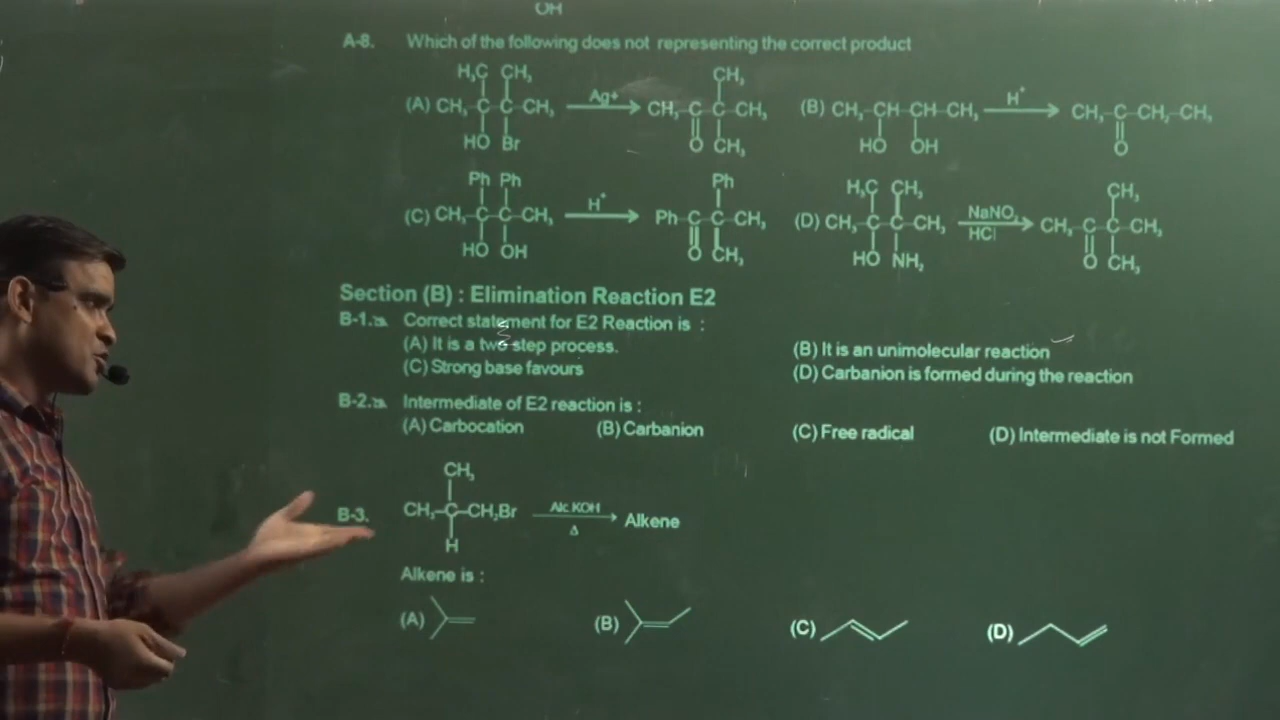 OH
A-8. Which of the following does not representing the correct product
H₃C CH₃ CH₃
(A) CH₃–C–C–CH₃ Ag+ → CH₃–C–C–CH₃ (B) CH₃–CH–CH–CH₃ H⁺ → CH₃–C–CH₂–CH₃
HO Br O CH₃ HO OH O
Ph Ph Ph H₃C CH₃ CH₃
(C) CH₃–C–C–CH₃ H⁺ → Ph–C–C–CH₃ (D) CH₃–C–C–CH₃ NaNO₂ HCl → CH₃–C–C–CH₃
HO OH O CH₃ HO NH₂ O CH₃
Section (B) : Elimination Reaction E2
B-1. Correct statement for E2 Reaction is :
(A) It is a two step process. (B) It is an unimolecular reaction
(C) Strong base favours (D) Carbanion is formed during the reaction
B-2. Intermediate of E2 reaction is :
(A) Carbocation (B) Carbanion (C) Free radical (D) Intermediate is not Formed
CH₃
B-3. CH₃–C–CH₂Br Alc KOH Δ → Alkene
H
Alkene is :
(A) (B) (C) (D)